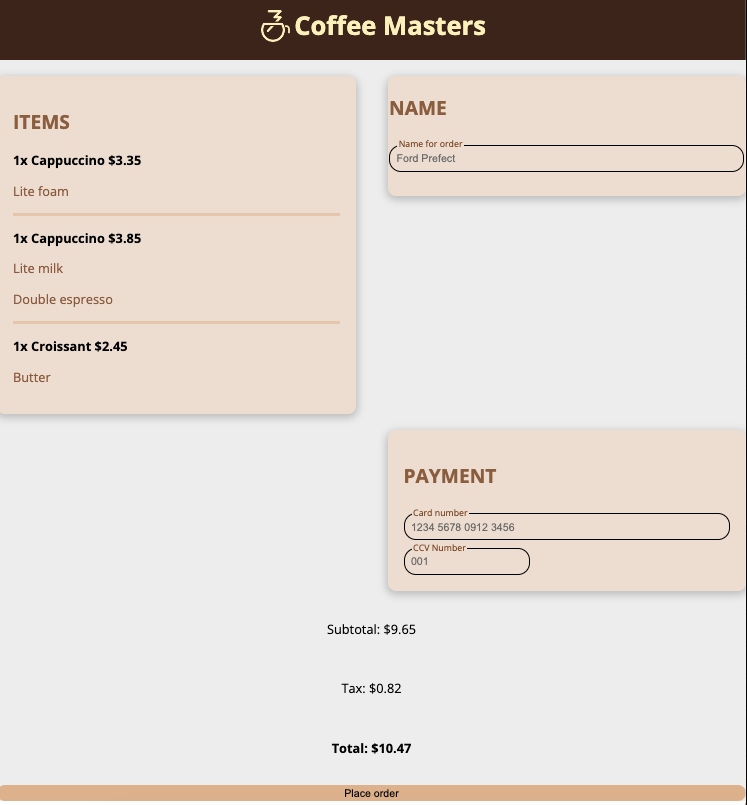 Coffee Masters
ITEMS
1x Cappuccino $3.35
Lite foam
1x Cappuccino $3.85
Lite milk
Double espresso
1x Croissant $2.45
Butter
NAME
Name for order
Ford Prefect
PAYMENT
Card number
1234 5678 0912 3456
CCV Number
001
Subtotal: $9.65
Tax: $0.82
Total: $10.47
Place order